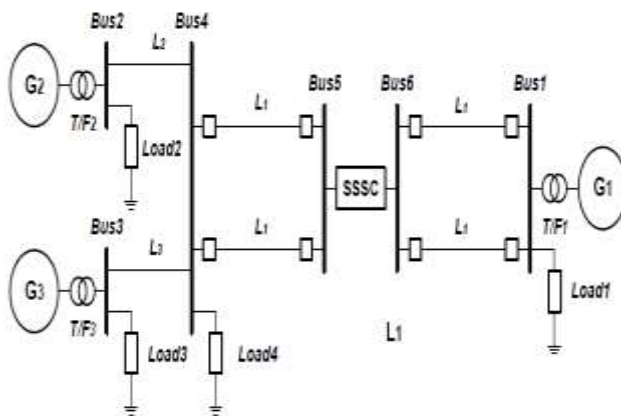 Bus2
Bus4
L2
G2
T/F2
Load2
L1
Bus5
Bus6
Bus1
L1
SSSC
G1
T/F1
Bus3
L3
L1
L1
G3
T/F3
Load3
Load4
L1
Load1